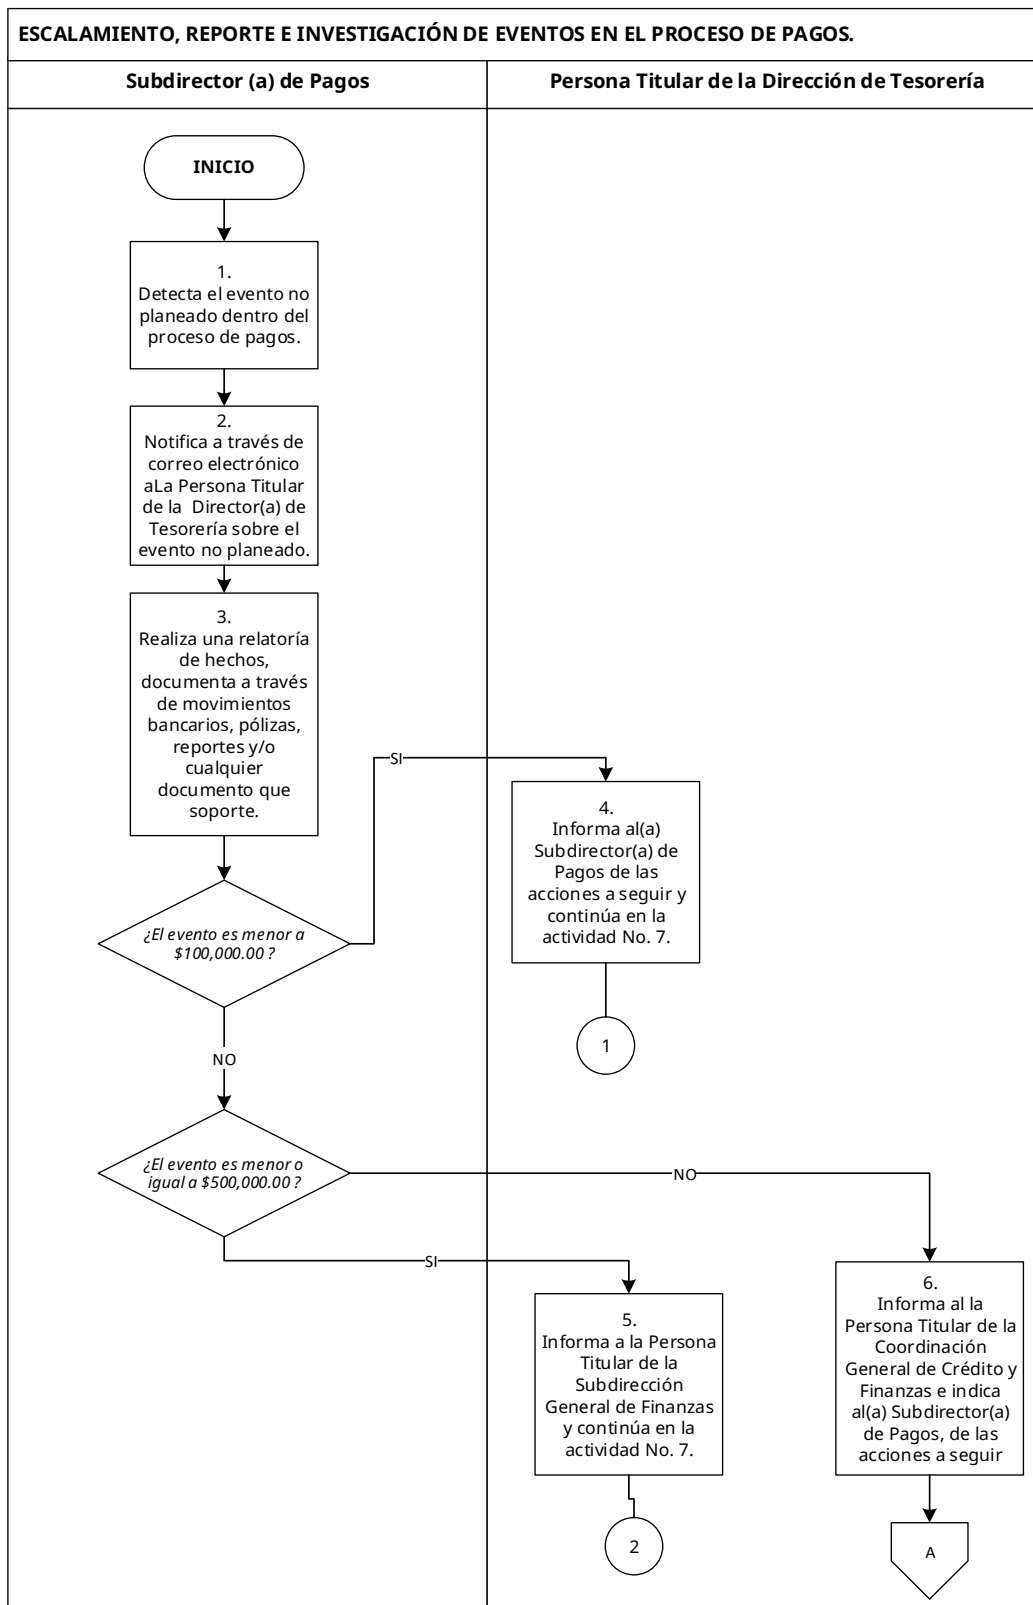 ESCALAMIENTO, REPORTE E INVESTIGACIÓN DE EVENTOS EN EL PROCESO DE PAGOS.
Subdirector (a) de Pagos
Persona Titular de la Dirección de Tesorería
INICIO
1.
Detecta el evento no
planeado dentro del
proceso de pagos.
2.
Notifica a través de
correo electrónico
aLa Persona Titular
de la  Director(a) de
Tesorería sobre el
evento no planeado.
3.
Realiza una relatoría
de hechos,
documenta a través
de movimientos
bancarios, pólizas,
reportes y/o
cualquier
documento que
soporte.
SI
4.
Informa al(a)
Subdirector(a) de
Pagos de las
acciones a seguir y
continúa en la
actividad No. 7.
¿El evento es menor a
$100,000.00 ?
1
NO
¿El evento es menor o
igual a $500,000.00 ?
NO
SI
5.
Informa a la Persona
Titular de la
Subdirección
General de Finanzas
y continúa en la
actividad No. 7.
6.
Informa al la
Persona Titular de la
Coordinación
General de Crédito y
Finanzas e indica
al(a) Subdirector(a)
de Pagos, de las
acciones a seguir
2
A